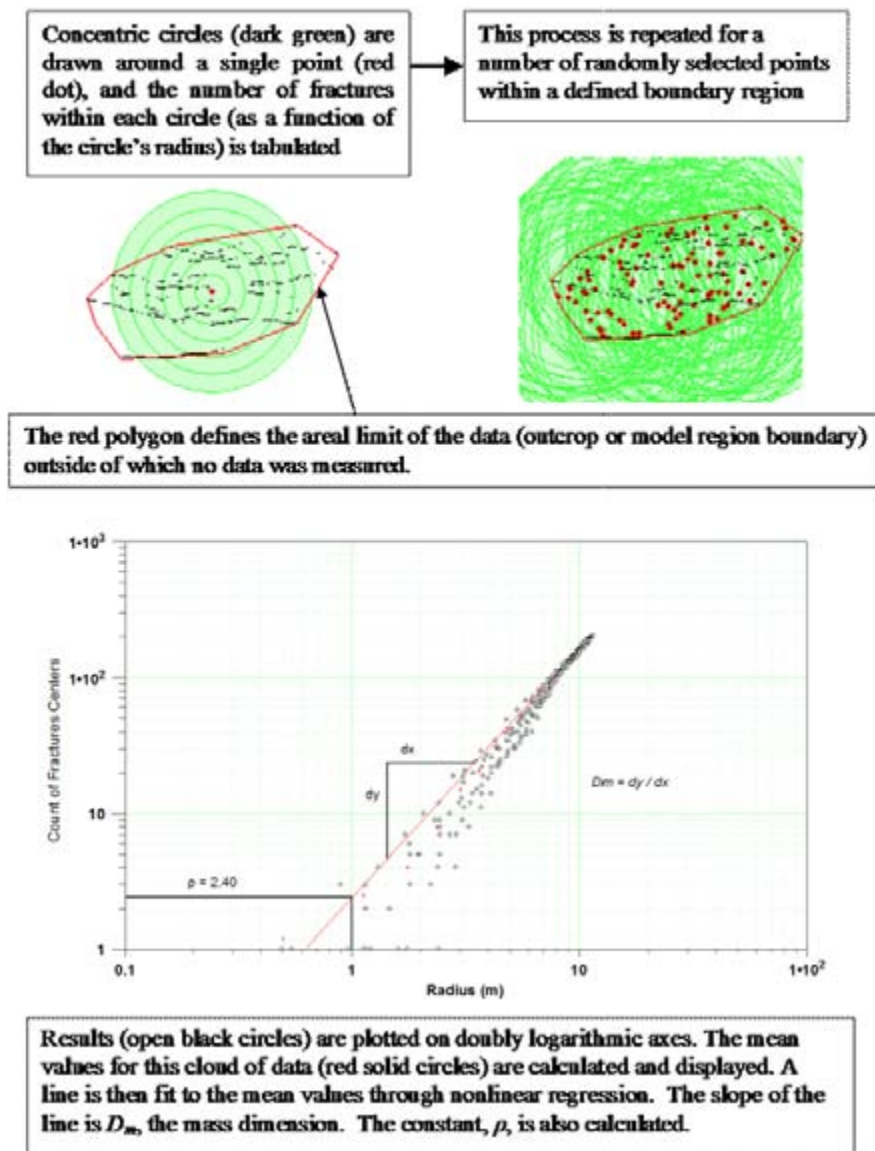 Concentric circles (dark green) are
drawn around a single point (red
dot), and the number of fractures
within each circle (as a function of
the circle's radius) is tabulated
This process is repeated for a
number of randomly selected points
within a defined boundary region
The red polygon defines the areal limit of the data (outcrop or model region boundary)
outside of which no data was measured.
1•10³
1•10²
10
1
Count of Fractures Centers
dx
dy
Dm = dy / dx
ρ = 2.40
0.1
1
10
1•10²
Radius (m)
Results (open black circles) are plotted on doubly logarithmic axes. The mean
values for this cloud of data (red solid circles) are calculated and displayed. A
line is then fit to the mean values through nonlinear regression. The slope of the
line is Dₘ, the mass dimension. The constant, ρ, is also calculated.